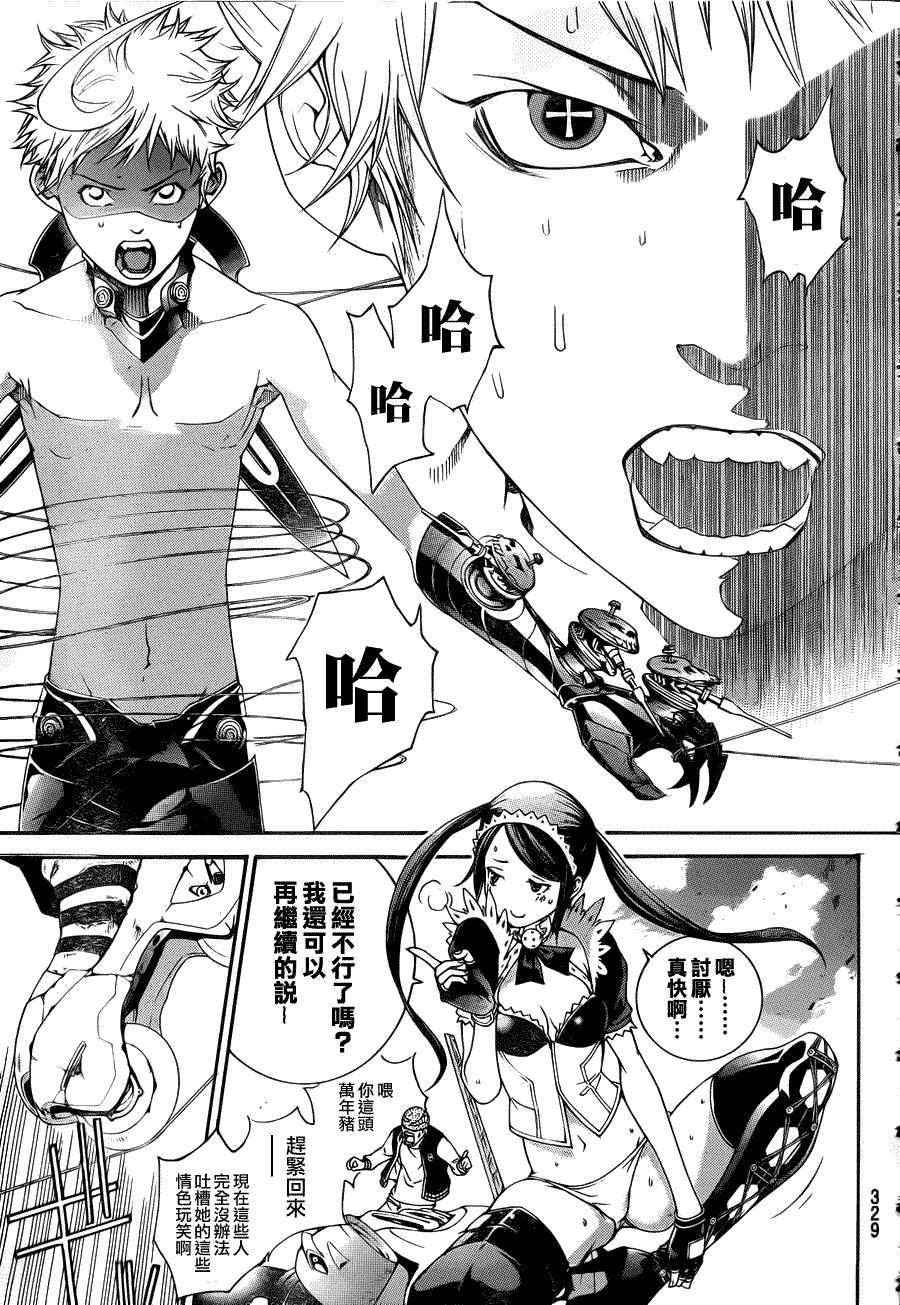 哈
哈
哈
哈
嗯~……
討厭……
真快啊…
已經不行了嗎?
我還可以
再繼續的說~
喂
你這頭
萬年豬
趕緊回來
——
現在這些人
完全沒辦法
吐槽她的這些
情色玩笑啊
ギギ
329